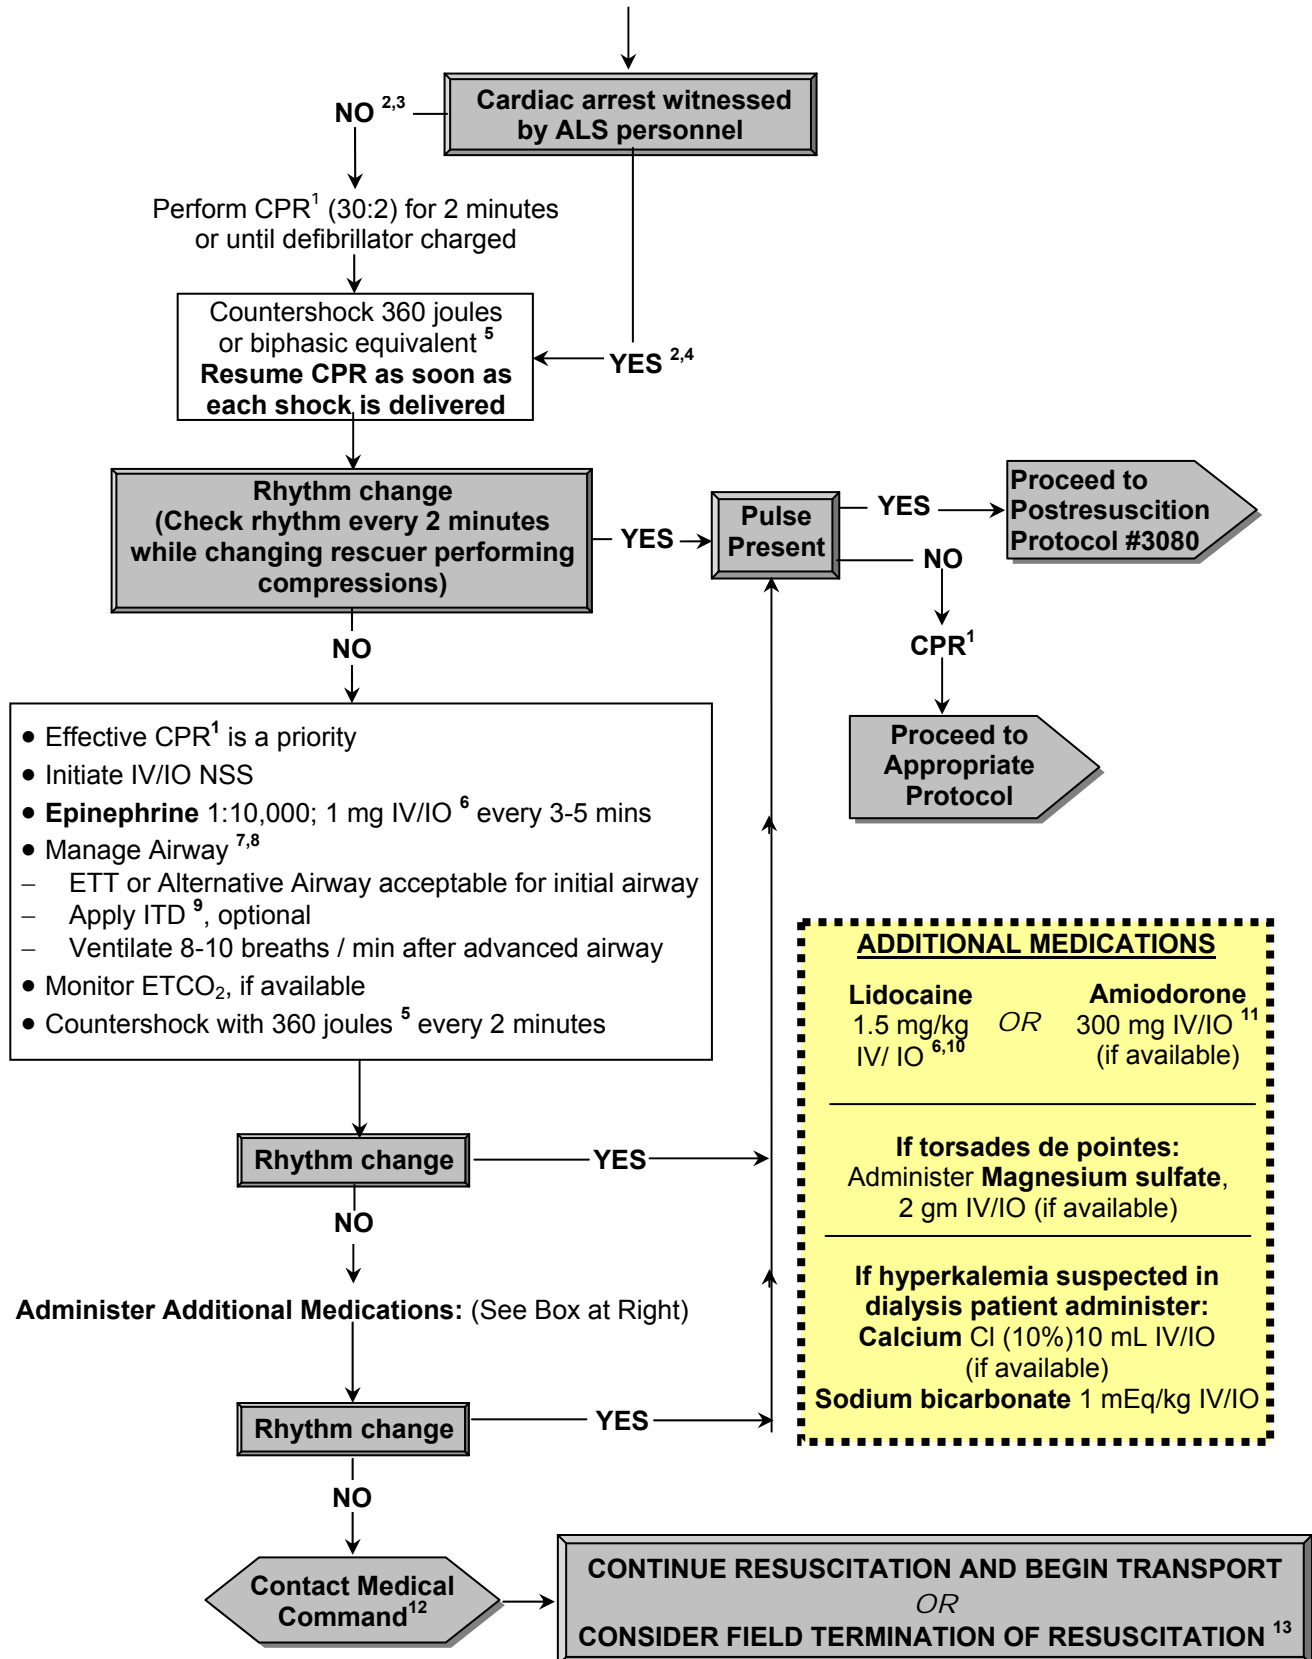 Cardiac arrest witnessed
by ALS personnel
NO 2,3
Perform CPR1 (30:2) for 2 minutes
or until defibrillator charged
Countershock 360 joules
or biphasic equivalent 5
Resume CPR as soon as
each shock is delivered
YES 2,4
Rhythm change
(Check rhythm every 2 minutes
while changing rescuer performing
compressions)
YES
Pulse
Present
YES
Proceed to
Postresuscition
Protocol #3080
NO
CPR1
Proceed to
Appropriate
Protocol
NO
• Effective CPR1 is a priority
• Initiate IV/IO NSS
• Epinephrine 1:10,000; 1 mg IV/IO 6 every 3-5 mins
• Manage Airway 7,8
– ETT or Alternative Airway acceptable for initial airway
– Apply ITD 9, optional
– Ventilate 8-10 breaths / min after advanced airway
• Monitor ETCO2, if available
• Countershock with 360 joules 5 every 2 minutes
Rhythm change
YES
NO
Administer Additional Medications: (See Box at Right)
Rhythm change
YES
NO
Contact Medical
Command12
CONTINUE RESUSCITATION AND BEGIN TRANSPORT
OR
CONSIDER FIELD TERMINATION OF RESUSCITATION 13
ADDITIONAL MEDICATIONS
Lidocaine
1.5 mg/kg
IV/ IO 6,10
OR
Amiodorone
300 mg IV/IO 11
(if available)
If torsades de pointes:
Administer Magnesium sulfate,
2 gm IV/IO (if available)
If hyperkalemia suspected in
dialysis patient administer:
Calcium Cl (10%)10 mL IV/IO
(if available)
Sodium bicarbonate 1 mEq/kg IV/IO